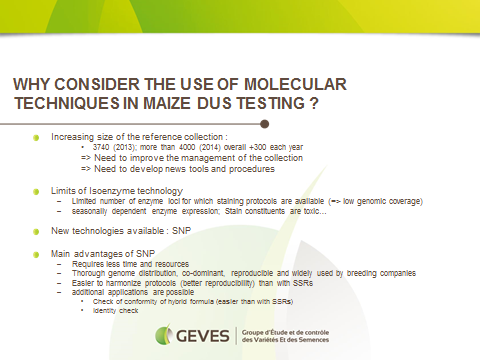 WHY CONSIDER THE USE OF MOLECULAR
TECHNIQUES IN MAIZE DUS TESTING ?
Increasing size of the reference collection :
• 3740 (2013); more than 4000 (2014) overall +300 each year
=> Need to improve the management of the collection
=> Need to develop news tools and procedures
Limits of Isoenzyme technology
– Limited number of enzyme loci for which staining protocols are available (=> low genomic coverage)
– seasonally dependent enzyme expression; Stain constituents are toxic…
New technologies available : SNP
Main advantages of SNP
– Requires less time and resources
– Thorough genome distribution, co-dominant, reproducible and widely used by breeding companies
– Easier to harmonize protocols (better reproducibility) than with SSRs
– additional applications are possible
• Check of conformity of hybrid formula (easier than with SSRs)
• Identity check
GEVES
Groupe d'Étude et de contrôle
des Variétés Et des Semences